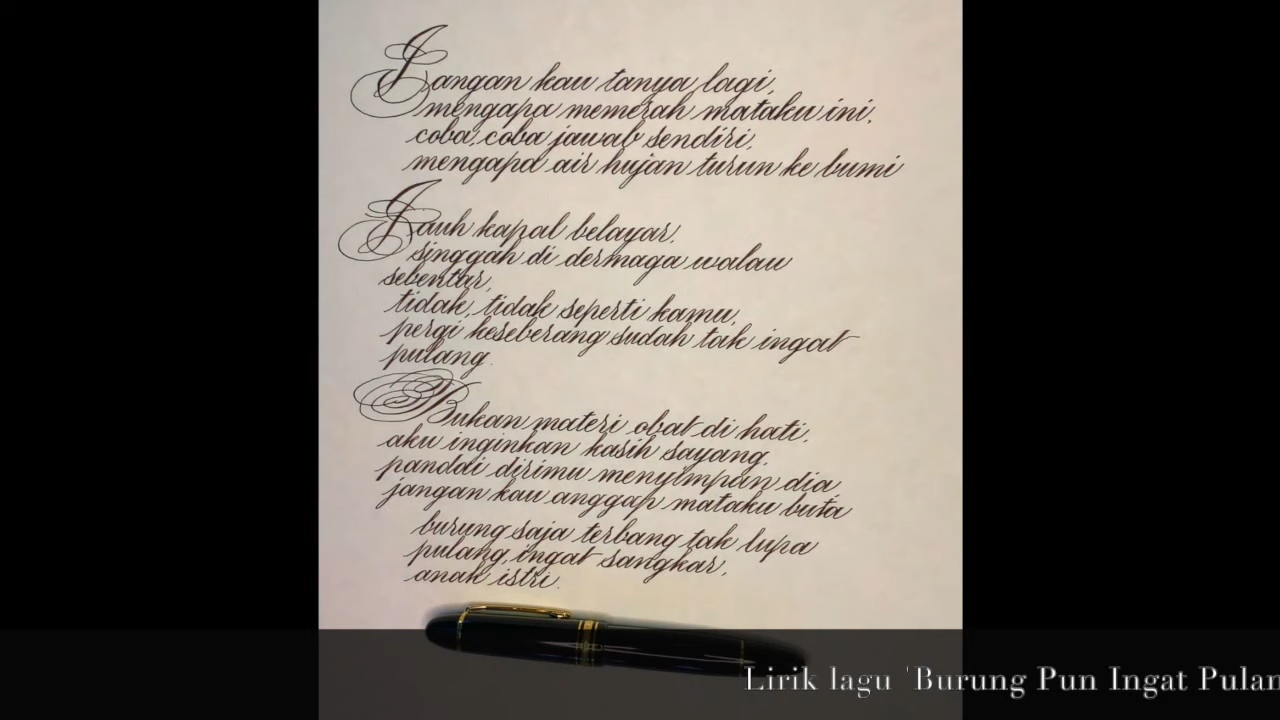 Jangan kau tanya lagi,
mengapa memerah mataku ini,
coba, coba jawab sendiri,
mengapa air hujan turun ke bumi
Jauh kapal belayar,
singgah di dermaga walau
sebentar,
tidak, tidak seperti kamu,
pergi keseberang sudah tak ingat
pulang.
Bukan materi obat di hati,
aku inginkan kasih sayang,
pandai dirimu menyimpan dia,
jangan kau anggap mataku buta
burung saja terbang tak lupa
pulang, ingat sangkar,
anak istri.
Lirik lagu 'Burung Pun Ingat Pulan